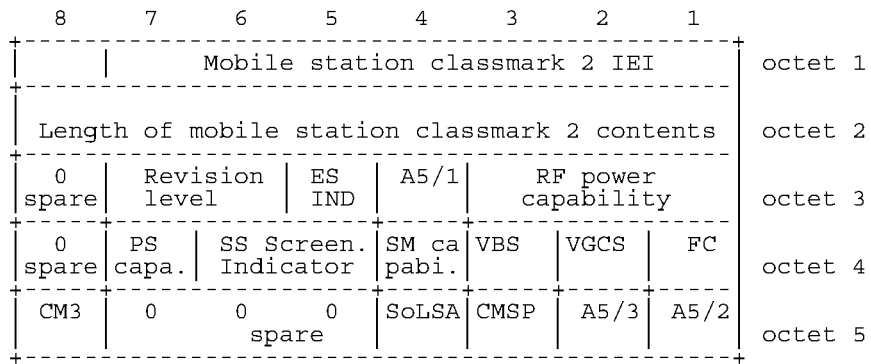 8 7 6 5 4 3 2 1
Mobile station classmark 2 IEI octet 1
Length of mobile station classmark 2 contents octet 2
0 Revision ES A5/1 RF power
spare level IND capability octet 3
0 PS SS Screen. SM ca VBS VGCS FC
spare capa. Indicator pabi. octet 4
CM3 0 0 0 SoLSA CMSP A5/3 A5/2
spare octet 5